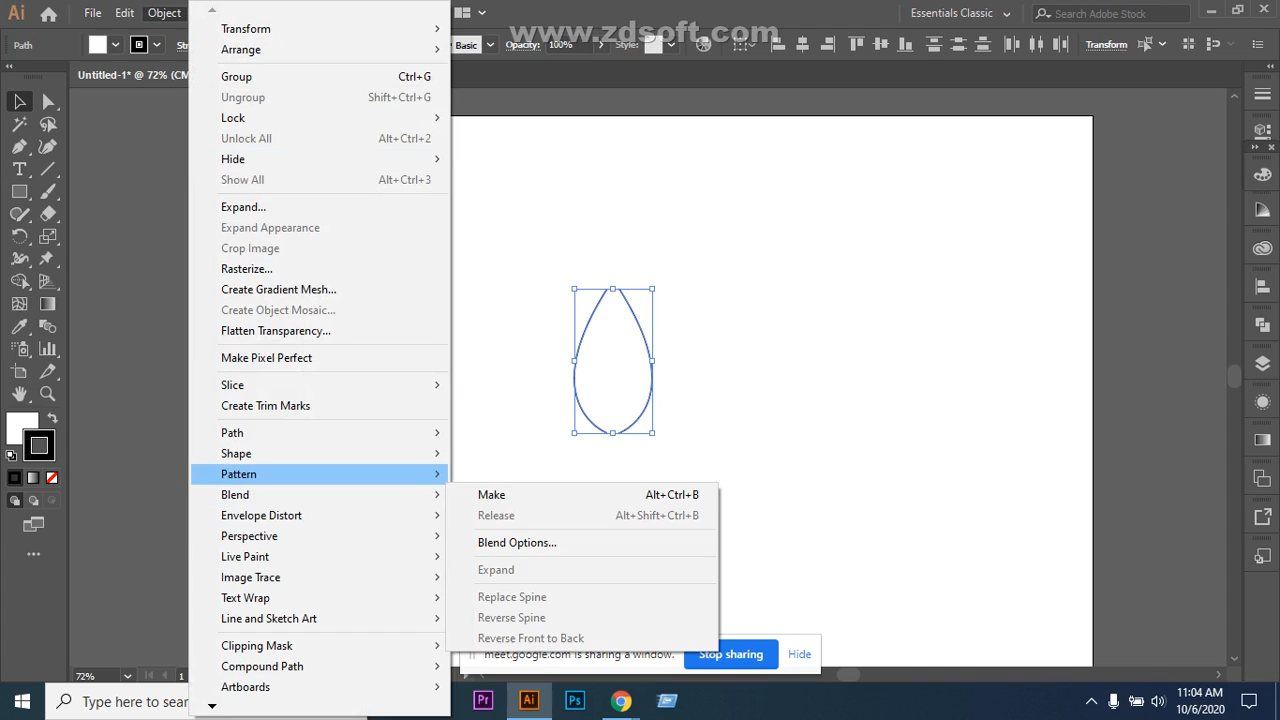 Ai File Edit Object Essentials Classic Search Adobe Stock
www.zdsoft.com
Path Basic Opacity: 100% Style: Transform
Untitled-1* @ 72%
Transform
Arrange
Group Ctrl+G
Ungroup Shift+Ctrl+G
Lock
Unlock All Alt+Ctrl+2
Hide
Show All Alt+Ctrl+3
Expand...
Expand Appearance
Crop Image
Rasterize...
Create Gradient Mesh...
Create Object Mosaic...
Flatten Transparency...
Make Pixel Perfect
Slice
Create Trim Marks
Path
Shape
Pattern
Blend
Envelope Distort
Perspective
Live Paint
Image Trace
Text Wrap
Line and Sketch Art
Clipping Mask
Compound Path
Artboards
Make Alt+Ctrl+B
Release Alt+Shift+Ctrl+B
Blend Options...
Expand
Replace Spine
Reverse Spine
Reverse Front to Back
meet.google.com is sharing a window. Stop sharing Hide
72% 1
Type here to sear Pr Ai Ps 11:04 AM
10/6/2020